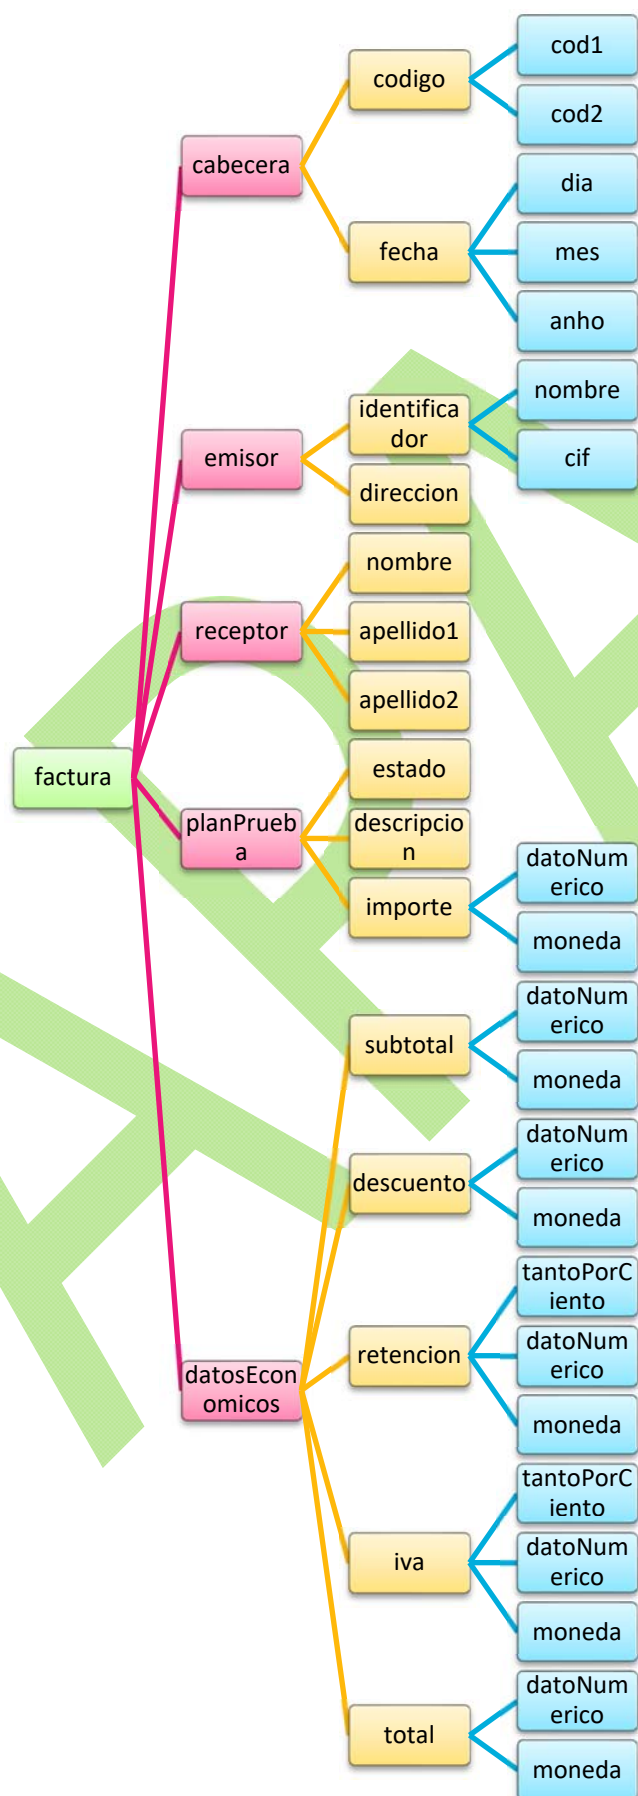 cod1
codigo
cod2
cabecera
dia
fecha
mes
anho
nombre
identifica
dor
emisor
cif
direccion
nombre
receptor
apellido1
apellido2
factura
estado
planPrueb
a
descripcion
n
importe
datoNum
erico
moneda
datoNum
erico
subtotal
moneda
datoNum
erico
descuento
moneda
tantoPorC
iento
retencion
datoNum
erico
datosEcon
omicos
moneda
tantoPorC
iento
iva
datoNum
erico
moneda
datoNum
erico
total
moneda